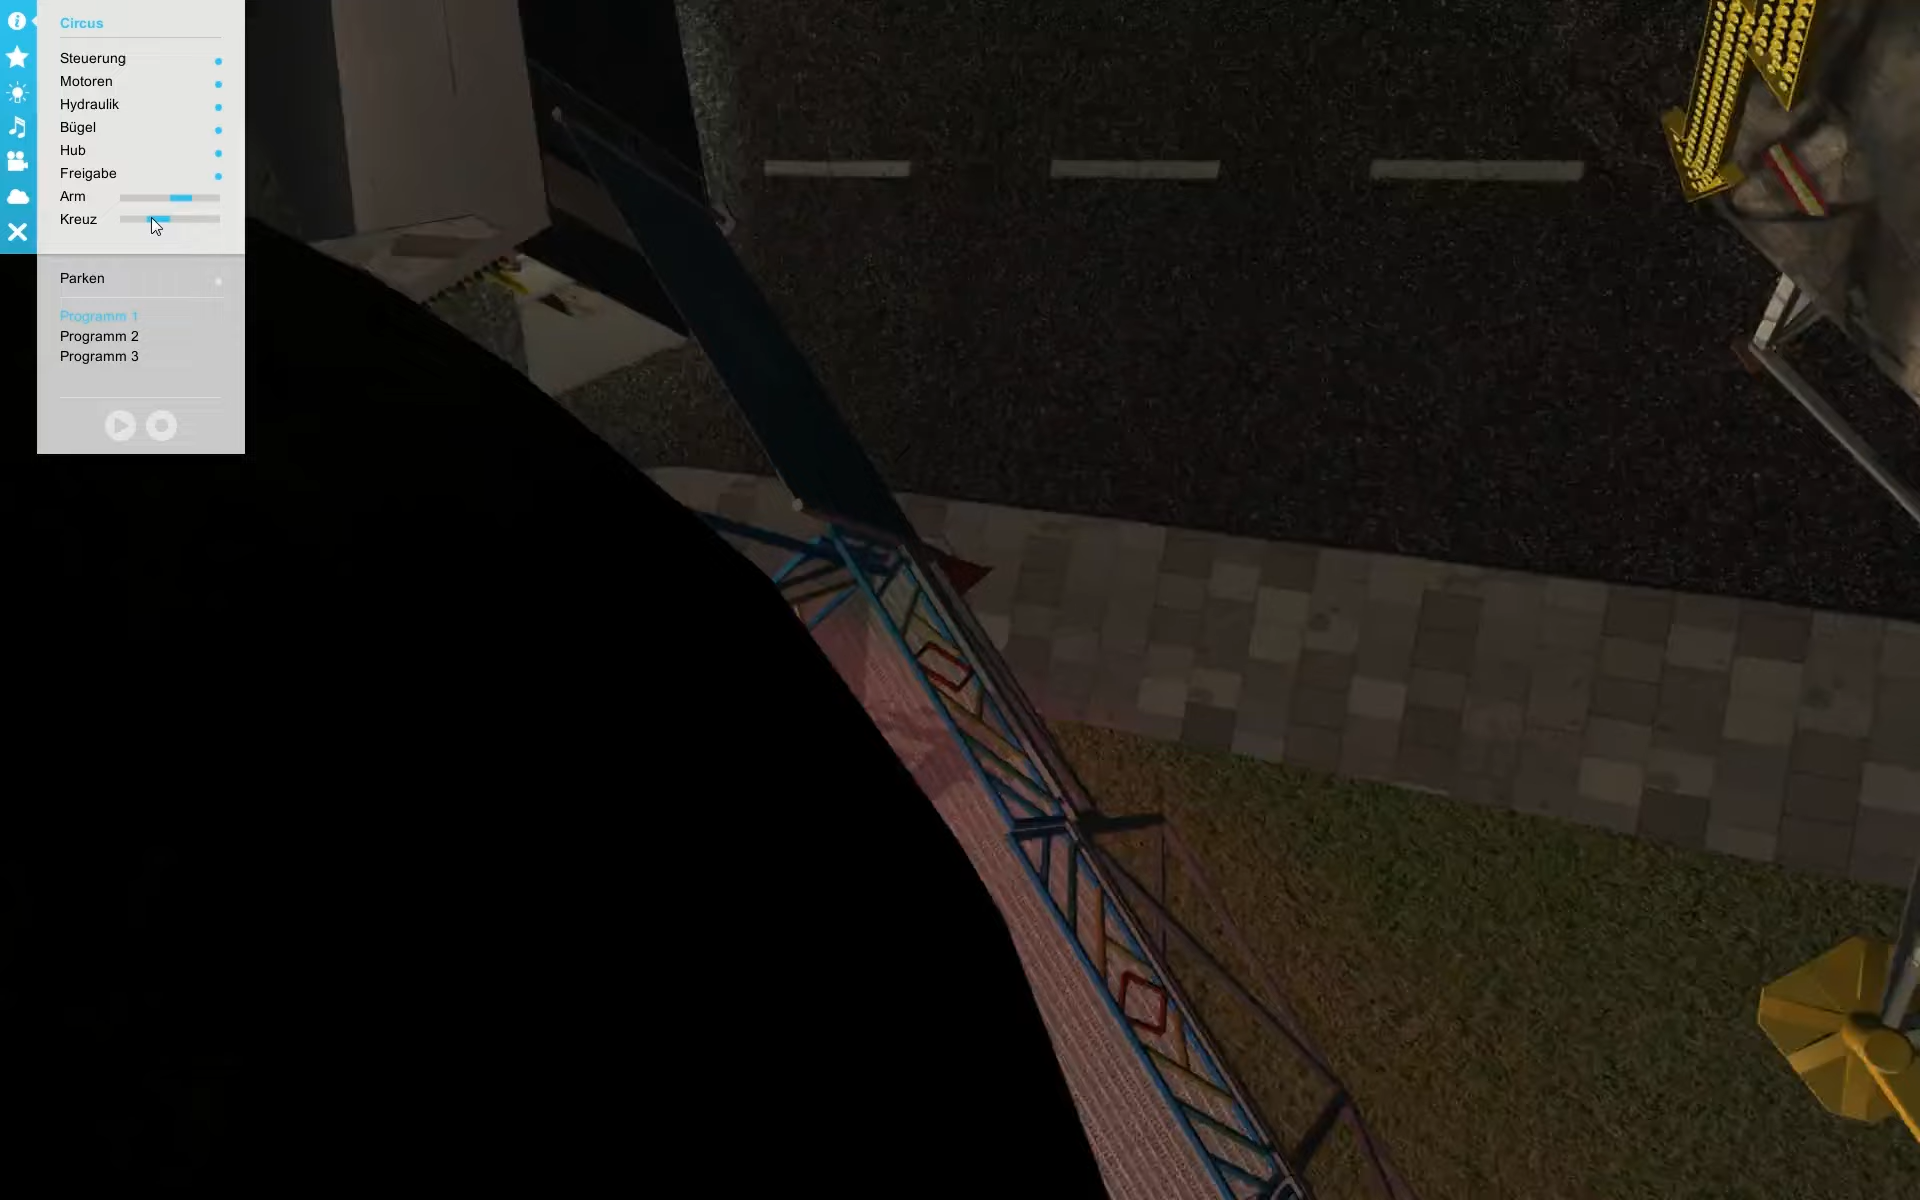 Circus
Steuerung
Motoren
Hydraulik
Bügel
Hub
Freigabe
Arm
Kreuz
Parken
Programm 1
Programm 2
Programm 3